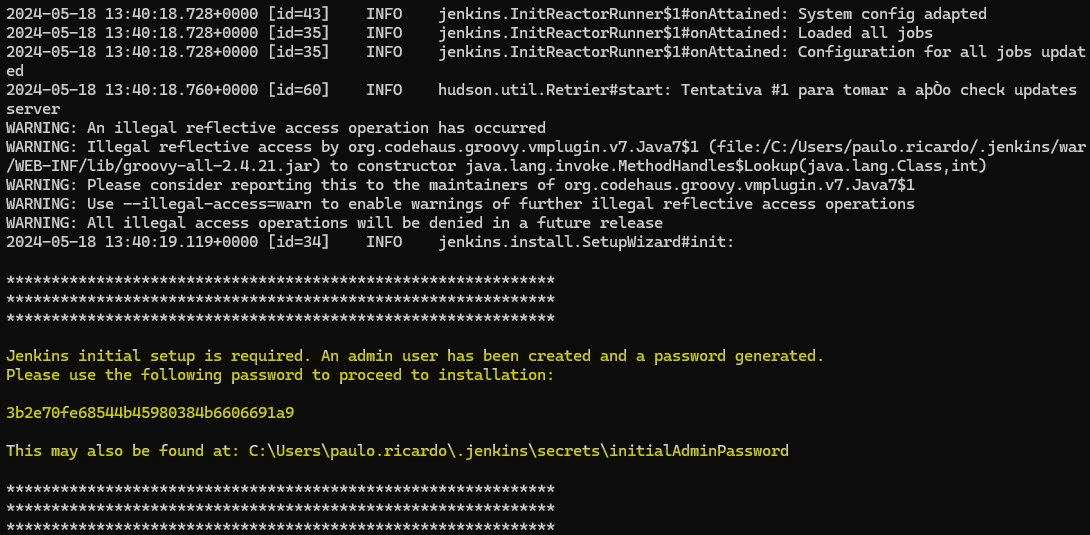 2024-05-18 13:40:18.728+0000 [id=43]    INFO    jenkins.InitReactorRunner$1#onAttained: System config adapted
2024-05-18 13:40:18.728+0000 [id=35]    INFO    jenkins.InitReactorRunner$1#onAttained: Loaded all jobs
2024-05-18 13:40:18.728+0000 [id=35]    INFO    jenkins.InitReactorRunner$1#onAttained: Configuration for all jobs updat
ed
2024-05-18 13:40:18.760+0000 [id=60]    INFO    hudson.util.Retrier#start: Tentativa #1 para tomar a aþÒo check updates
server
WARNING: An illegal reflective access operation has occurred
WARNING: Illegal reflective access by org.codehaus.groovy.vmplugin.v7.Java7$1 (file:/C:/Users/paulo.ricardo/.jenkins/war
/WEB-INF/lib/groovy-all-2.4.21.jar) to constructor java.lang.invoke.MethodHandles$Lookup(java.lang.Class,int)
WARNING: Please consider reporting this to the maintainers of org.codehaus.groovy.vmplugin.v7.Java7$1
WARNING: Use --illegal-access=warn to enable warnings of further illegal reflective access operations
WARNING: All illegal access operations will be denied in a future release
2024-05-18 13:40:19.119+0000 [id=34]    INFO    jenkins.install.SetupWizard#init:
*************************************************************
*************************************************************
*************************************************************
Jenkins initial setup is required. An admin user has been created and a password generated.
Please use the following password to proceed to installation:
3b2e70fe68544b45980384b6606691a9
This may also be found at: C:\Users\paulo.ricardo\.jenkins\secrets\initialAdminPassword
*************************************************************
*************************************************************
*************************************************************